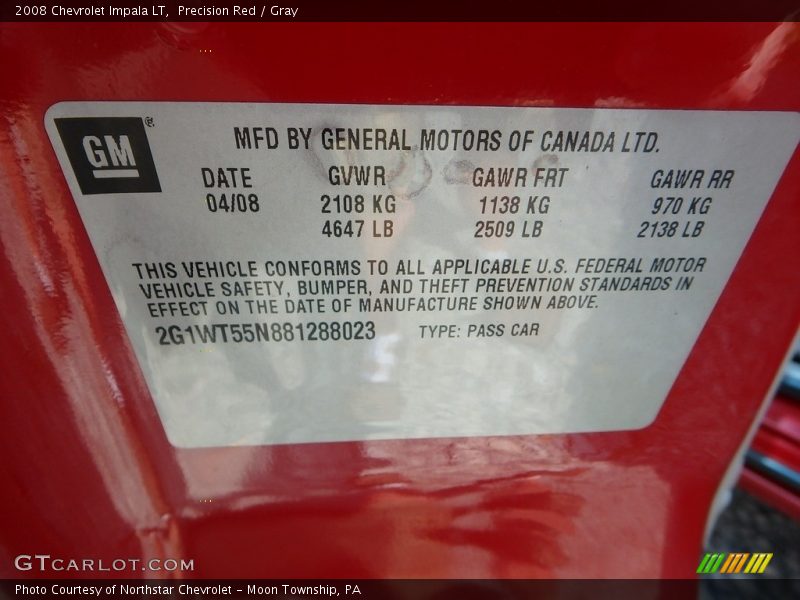 2008 Chevrolet Impala LT, Precision Red / Gray
GM®
MFD BY GENERAL MOTORS OF CANADA LTD.
DATE GVWR GAWR FRT GAWR RR
04/08 2108 KG 1138 KG 970 KG
4647 LB 2509 LB 2138 LB
THIS VEHICLE CONFORMS TO ALL APPLICABLE U.S. FEDERAL MOTOR
VEHICLE SAFETY, BUMPER, AND THEFT PREVENTION STANDARDS IN
EFFECT ON THE DATE OF MANUFACTURE SHOWN ABOVE.
2G1WT55N881288023 TYPE: PASS CAR
GTCARLOT.COM
Photo Courtesy of Northstar Chevrolet - Moon Township, PA